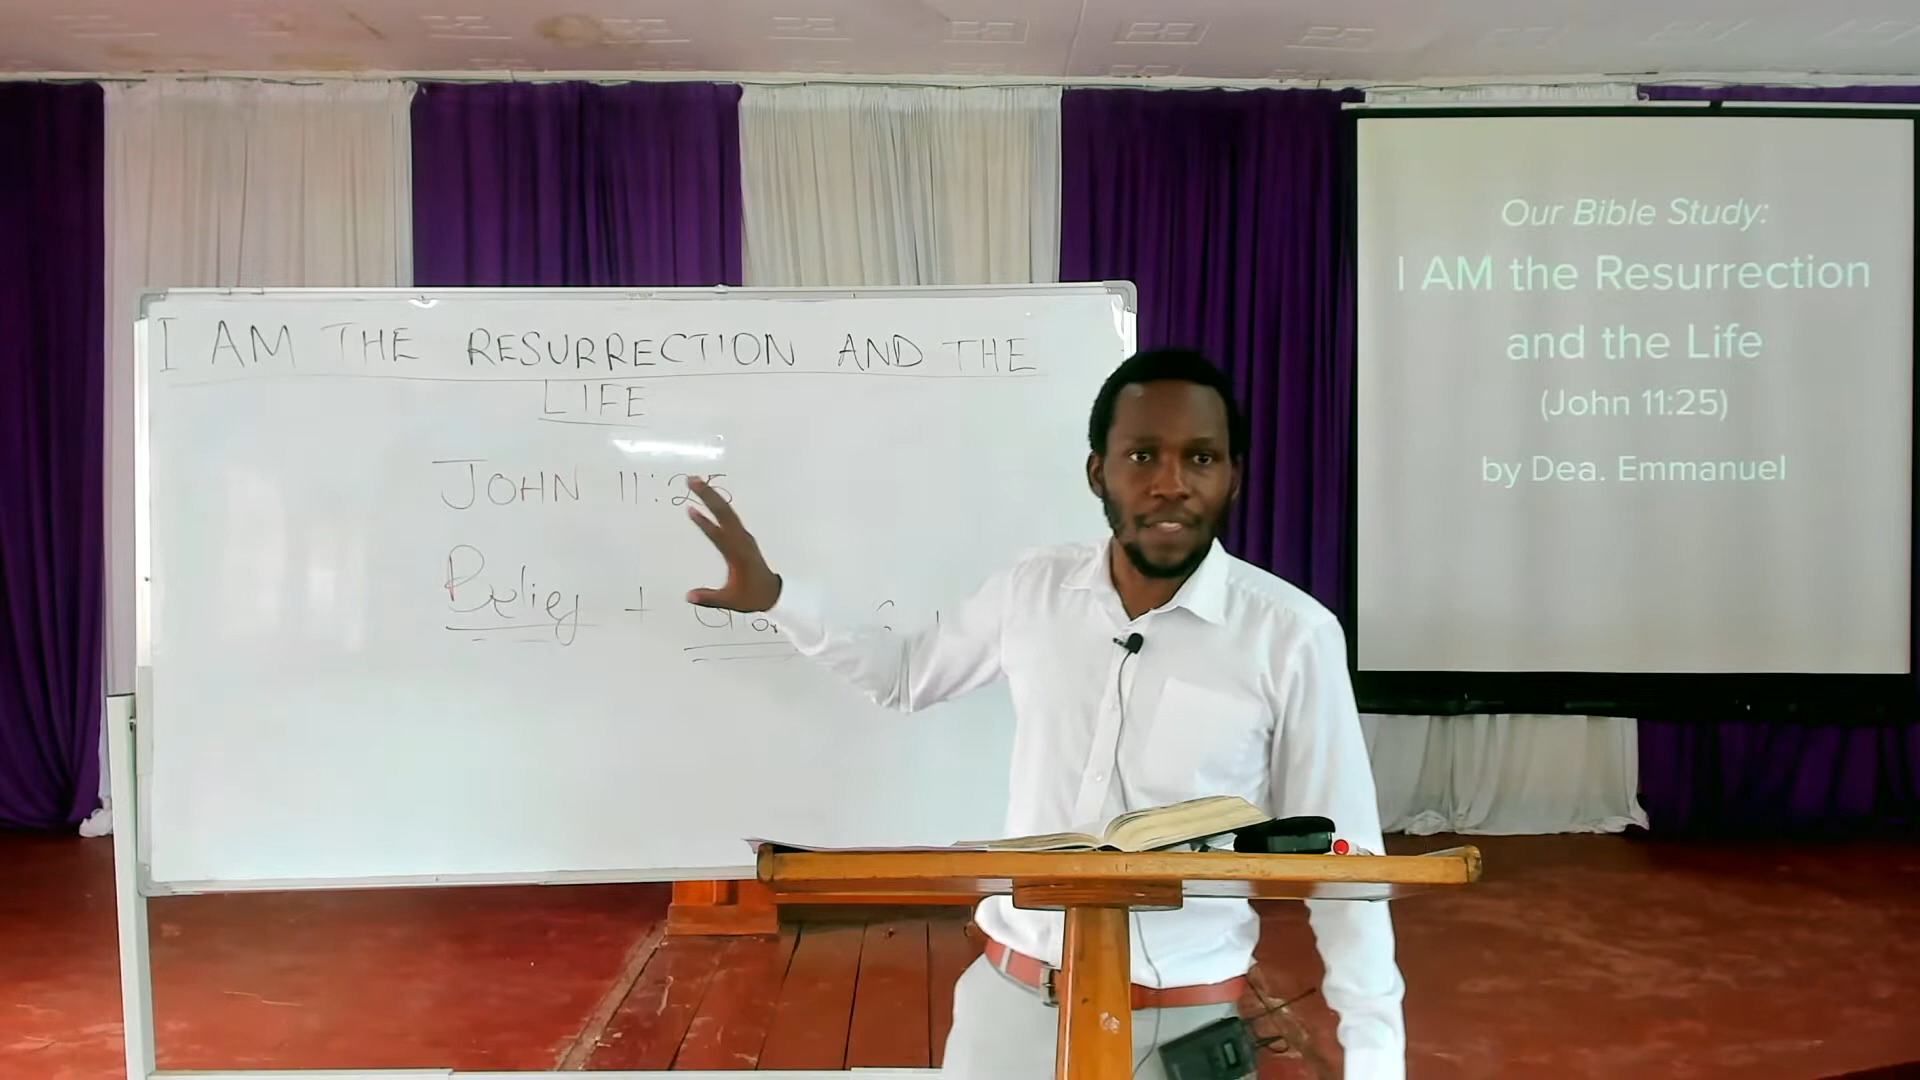 I AM THE RESURRECTION AND THE
LIFE
JOHN 11:25
Belief +
Our Bible Study:
I AM the Resurrection
and the Life
(John 11:25)
by Dea. Emmanuel